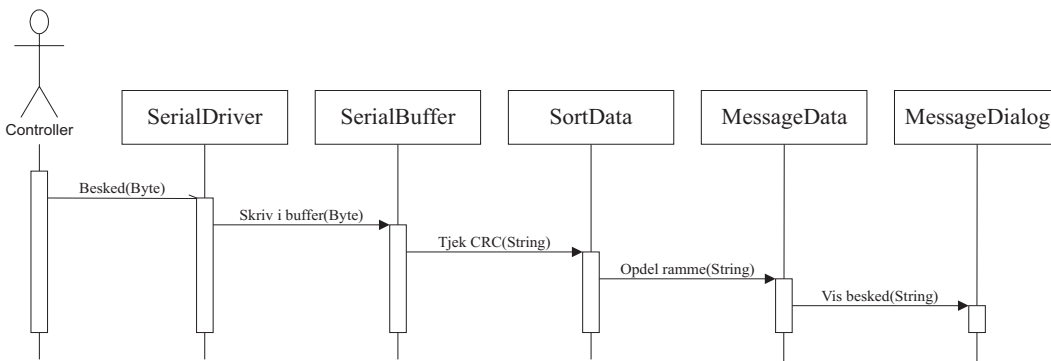 Controller
SerialDriver
SerialBuffer
SortData
MessageData
MessageDialog
Besked(Byte)
Skriv i buffer(Byte)
Tjek CRC(String)
Opdel ramme(String)
Vis besked(String)